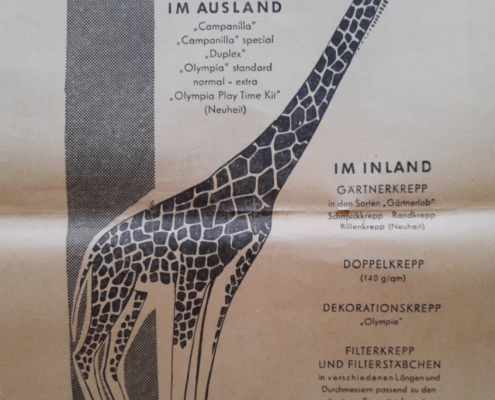 IM AUSLAND
„Campanilla"
„Campanilla" special
„Duplex"
„Olympia" standard
normal - extra
„Olympia Play Time Kit"
(Neuheit)
IM INLAND
GÄRTNERKREPP
in den Sorten „Gärtnerlob"
Schmuckkrepp Randkrepp
Rillenkrepp (Neuheit)
DOPPELKREPP
(140 g/qm)
DEKORATIONSKREPP
„Olympia"
FILTERKREPP
UND FILTERSTÄBCHEN
in verschiedenen Längen und
Durchmessern passend zu den